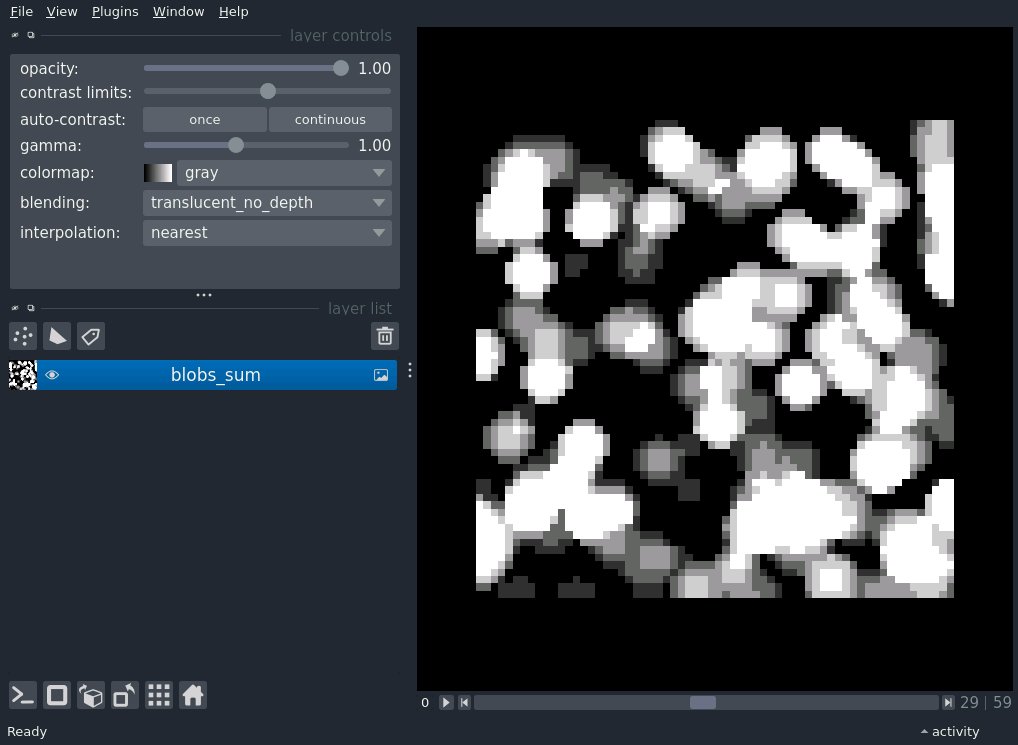 File View Plugins Window Help
layer controls
opacity: 1.00
contrast limits:
auto-contrast: once continuous
gamma: 1.00
colormap: gray
blending: translucent_no_depth
interpolation: nearest
layer list
blobs_sum
0 29 | 59
Ready activity